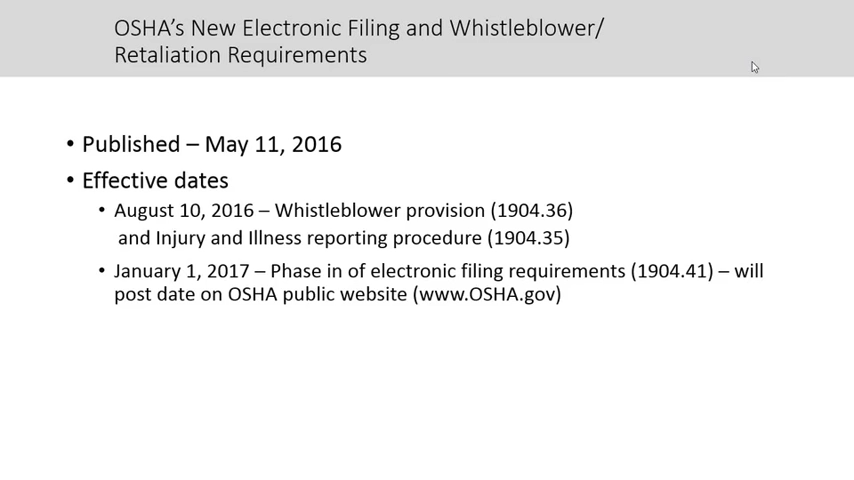 OSHA’s New Electronic Filing and Whistleblower/
Retaliation Requirements
• Published – May 11, 2016
• Effective dates
• August 10, 2016 – Whistleblower provision (1904.36)
and Injury and Illness reporting procedure (1904.35)
• January 1, 2017 – Phase in of electronic filing requirements (1904.41) – will
post date on OSHA public website (www.OSHA.gov)